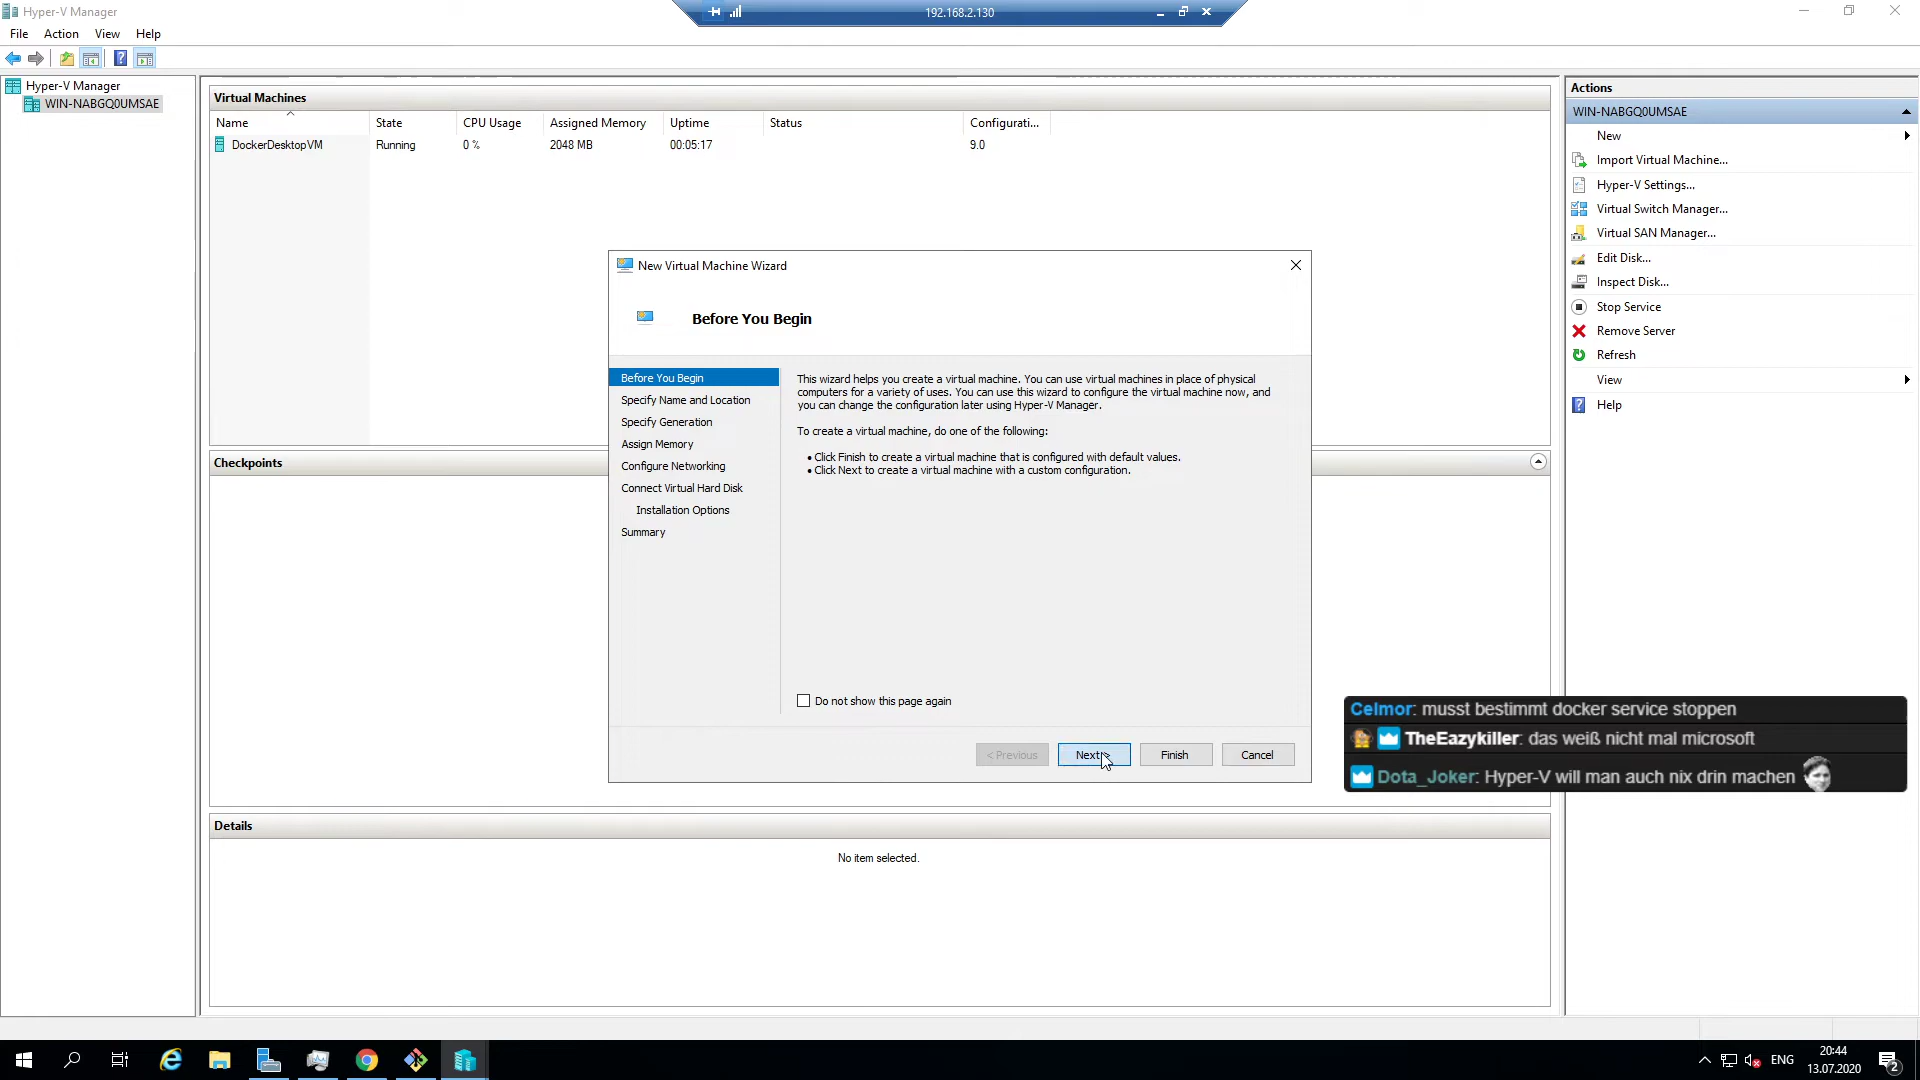 Hyper-V Manager
192.168.2.130
File Action View Help
Hyper-V Manager
WIN-NABGQ0UMSAE
Virtual Machines
Name State CPU Usage Assigned Memory Uptime Status Configurati...
DockerDesktopVM Running 0 % 2048 MB 00:05:17 9.0
New Virtual Machine Wizard
Before You Begin
Before You Begin
Specify Name and Location
Specify Generation
Assign Memory
Configure Networking
Connect Virtual Hard Disk
Installation Options
Summary
This wizard helps you create a virtual machine. You can use virtual machines in place of physical
computers for a variety of uses. You can use this wizard to configure the virtual machine now, and
you can change the configuration later using Hyper-V Manager.
To create a virtual machine, do one of the following:
• Click Finish to create a virtual machine that is configured with default values.
• Click Next to create a virtual machine with a custom configuration.
Do not show this page again
< Previous Next > Finish Cancel
Checkpoints
Details
No item selected.
Actions
WIN-NABGQ0UMSAE
New
Import Virtual Machine...
Hyper-V Settings...
Virtual Switch Manager...
Virtual SAN Manager...
Edit Disk...
Inspect Disk...
Stop Service
Remove Server
Refresh
View
Help
Celmor: musst bestimmt docker service stoppen
TheEazykiller: das weiß nicht mal microsoft
Dota_Joker: Hyper-V will man auch nix drin machen
ENG
20:44
13.07.2020
2